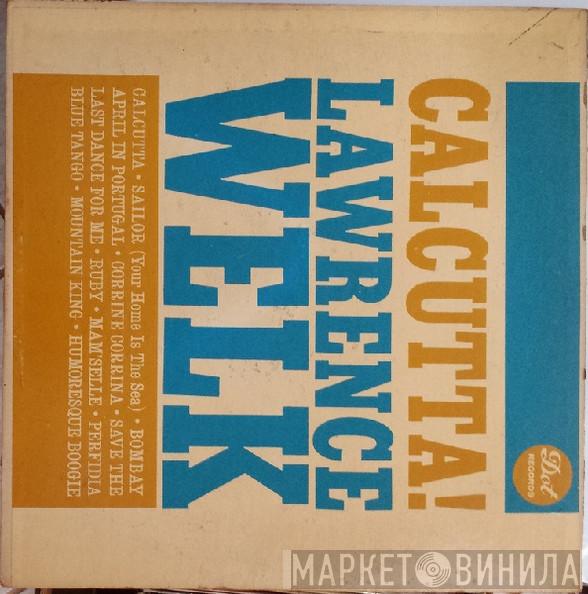 Dot
RECORDS
CALCUTTA!
LAWRENCE
WELK
CALCUTTA • SAILOR (Your Home Is The Sea) • BOMBAY
APRIL IN PORTUGAL • CORRINE CORRINA • SAVE THE
LAST DANCE FOR ME • RUBY • MAM'SELLE • PERFIDIA
BLUE TANGO • MOUNTAIN KING • HUMORESQUE BOOGIE
МАРКЕТ ВИНИЛА